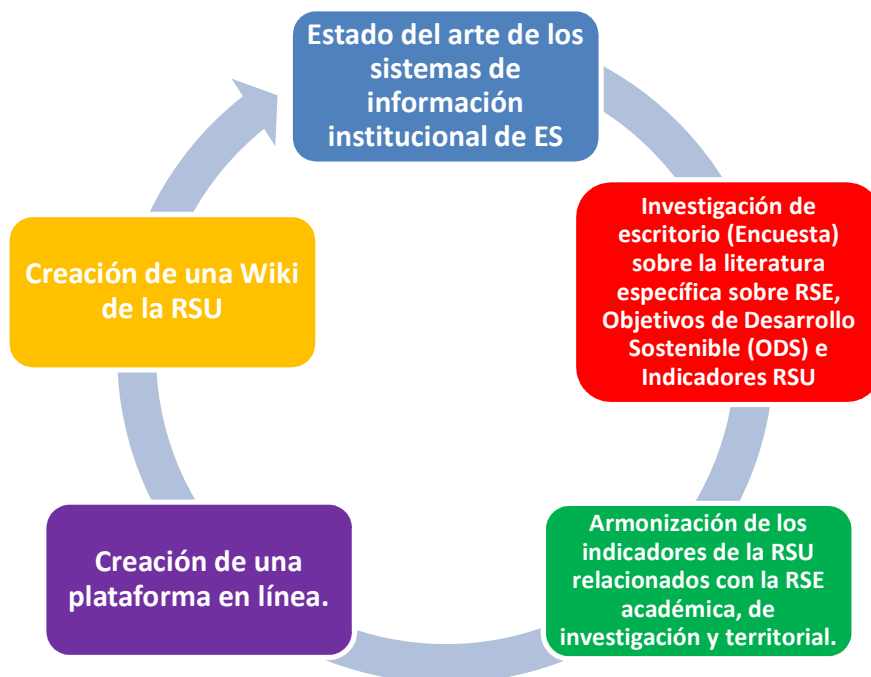 Estado del arte de los
sistemas de
información
institucional de ES
Investigación de
escritorio (Encuesta)
sobre la literatura
específica sobre RSE,
Objetivos de Desarrollo
Sostenible (ODS) e
Indicadores RSU
Armonización de los
indicadores de la RSU
relacionados con la RSE
académica, de
investigación y territorial.
Creación de una
plataforma en línea.
Creación de una Wiki
de la RSU